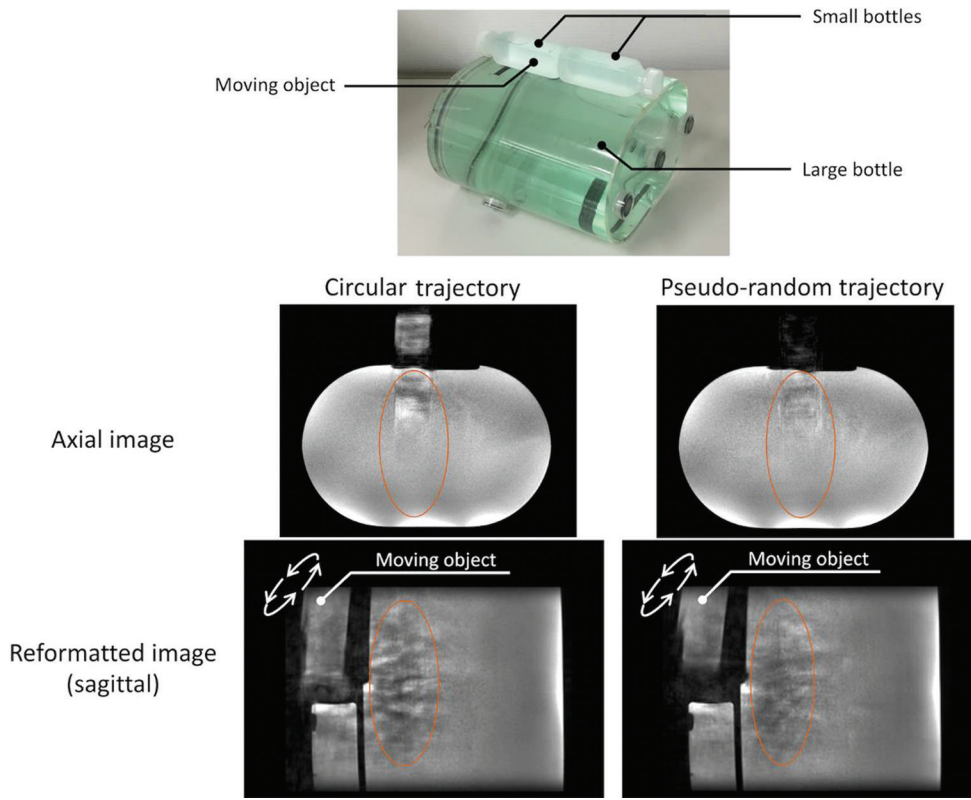 Small bottles
Moving object
Large bottle
Circular trajectory
Pseudo-random trajectory
Axial image
Moving object
Moving object
Reformatted image
(sagittal)